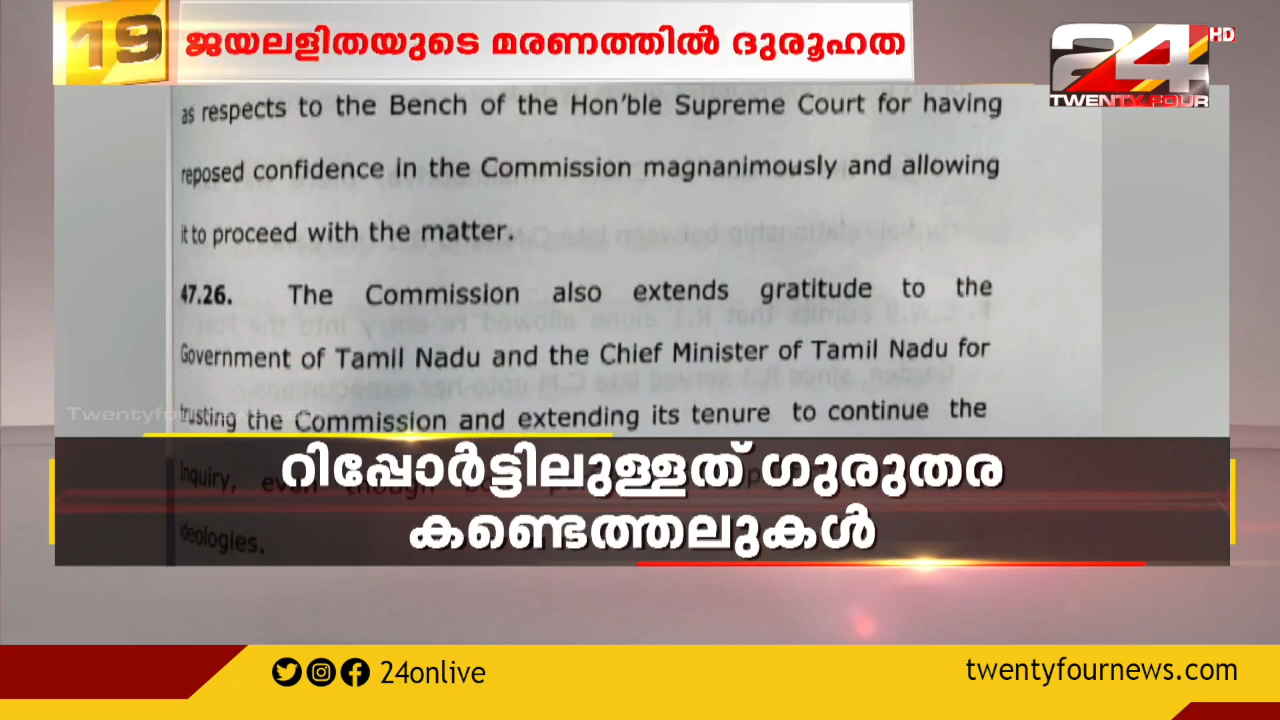 19
ജയലളിതയുടെ മരണത്തിൽ ദുരൂഹത
24 HD
TWENTY FOUR
as respects to the Bench of the Hon'ble Supreme Court for having
reposed confidence in the Commission magnanimously and allowing
it to proceed with the matter.
47.26. The Commission also extends gratitude to the
Government of Tamil Nadu and the Chief Minister of Tamil Nadu for
trusting the Commission and extending its tenure to continue the
Inquiry, even though
ideologies.
Twentyfournews.com
റിപ്പോർട്ടിലുള്ളത് ഗുരുതര
കണ്ടെത്തലുകൾ
24onlive
twentyfournews.com